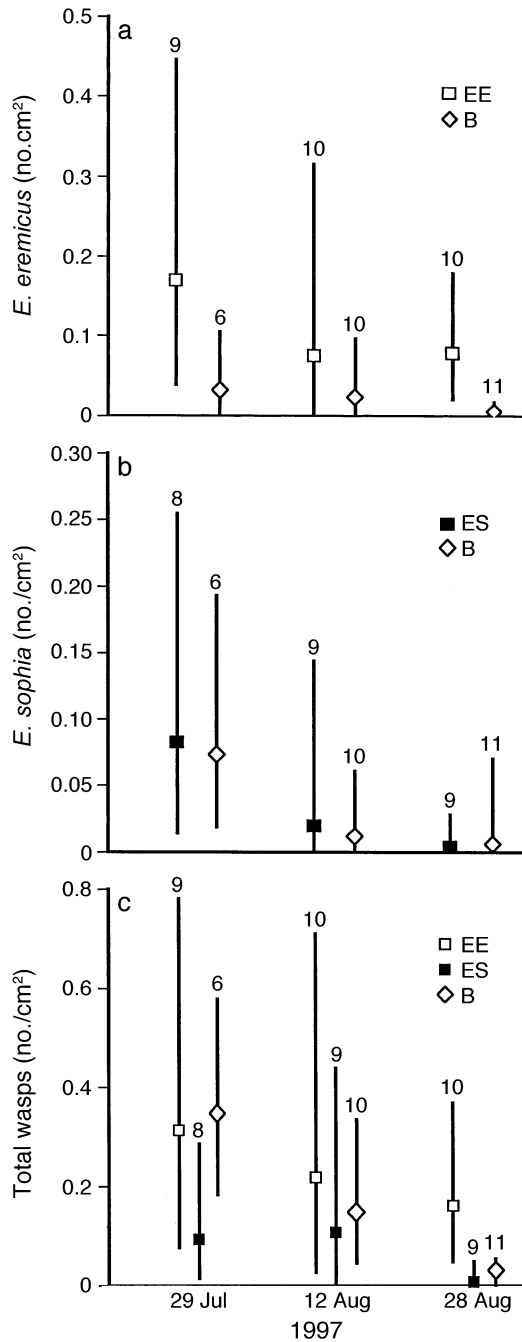 a
E. eremicus (no.cm²)
0.5
0.4
0.3
0.2
0.1
0
9
6
10
10
10
11
EE
B
b
E. sophia (no./cm²)
0.30
0.25
0.20
0.15
0.10
0.05
0
8
6
9
10
9
11
ES
B
c
Total wasps (no./cm²)
0.8
0.6
0.4
0.2
0
9
8
6
10
9
10
10
9
11
EE
ES
B
29 Jul
12 Aug
28 Aug
1997